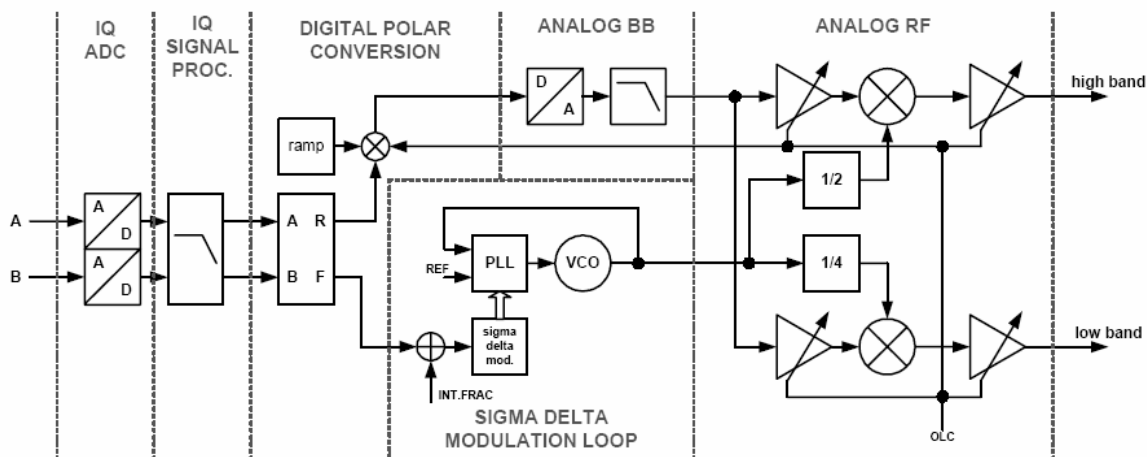 IQ
ADC
IQ
SIGNAL
PROC.
DIGITAL POLAR
CONVERSION
ANALOG BB
ANALOG RF
D
A
high band
ramp
1/2
A
A
D
A
R
B
A
D
B
F
REF
PLL
VCO
1/4
sigma
delta
mod.
low band
INT.FRAC
SIGMA DELTA
MODULATION LOOP
OLC